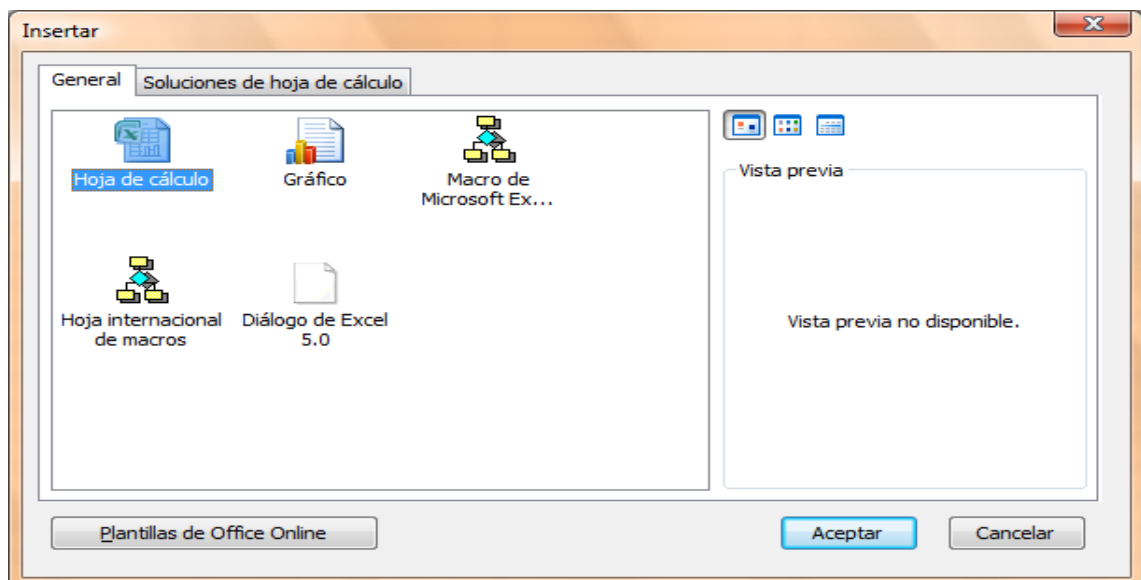 Insertar
General
Soluciones de hoja de cálculo
Hoja de cálculo
Gráfico
Macro de
Microsoft Ex...
Hoja internacional
de macros
Diálogo de Excel
5.0
Vista previa
Vista previa no disponible.
Plantillas de Office Online
Aceptar
Cancelar